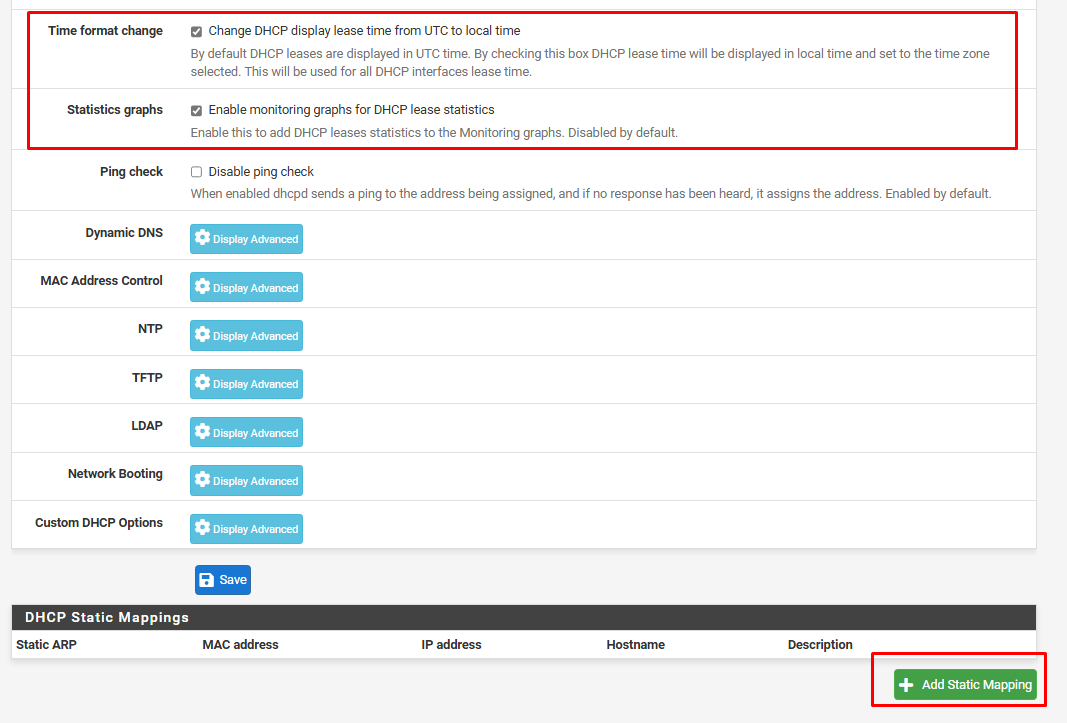 Time format change
Change DHCP display lease time from UTC to local time
By default DHCP leases are displayed in UTC time. By checking this box DHCP lease time will be displayed in local time and set to the time zone
selected. This will be used for all DHCP interfaces lease time.
Statistics graphs
Enable monitoring graphs for DHCP lease statistics
Enable this to add DHCP leases statistics to the Monitoring graphs. Disabled by default.
Ping check
Disable ping check
When enabled dhcpd sends a ping to the address being assigned, and if no response has been heard, it assigns the address. Enabled by default.
Dynamic DNS
Display Advanced
MAC Address Control
Display Advanced
NTP
Display Advanced
TFTP
Display Advanced
LDAP
Display Advanced
Network Booting
Display Advanced
Custom DHCP Options
Display Advanced
Save
DHCP Static Mappings
Static ARP MAC address IP address Hostname Description
Add Static Mapping